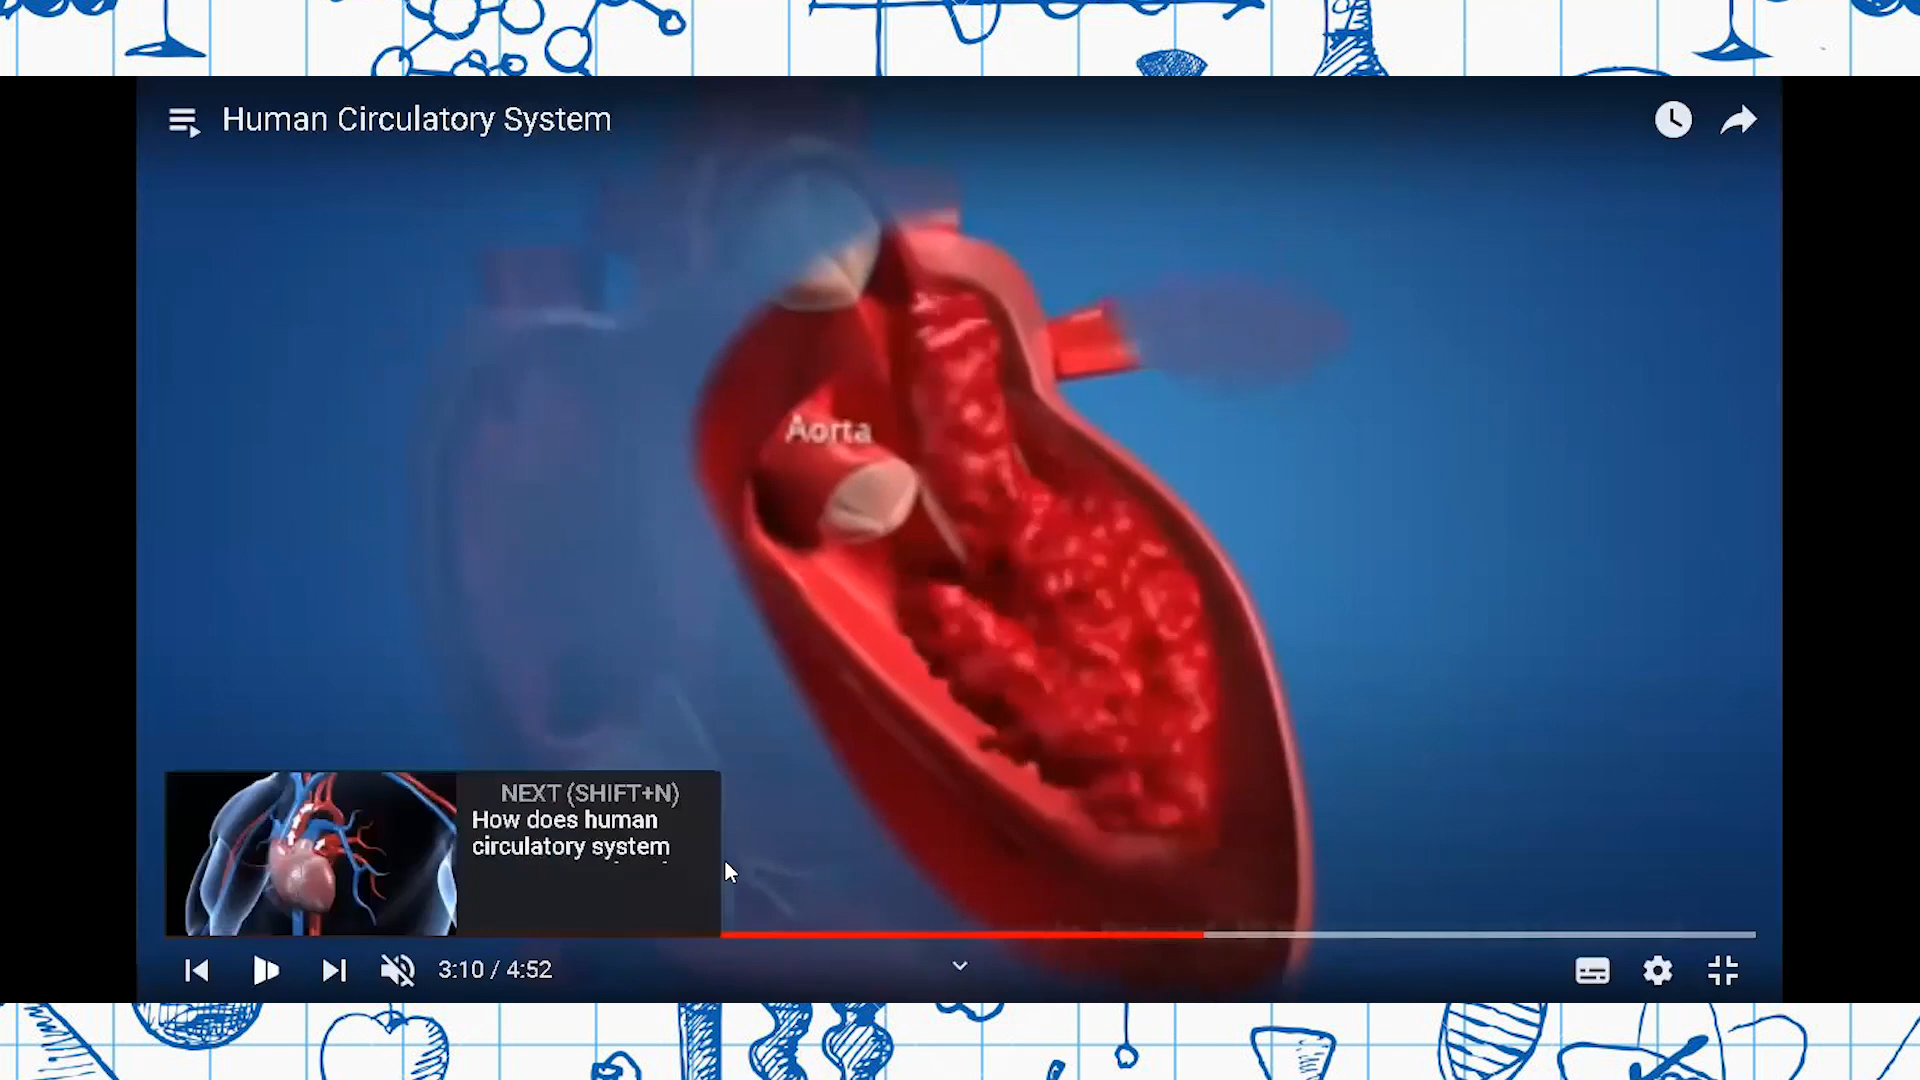 Human Circulatory System
Aorta
NEXT (SHIFT+N)
How does human
circulatory system
3:10 / 4:52